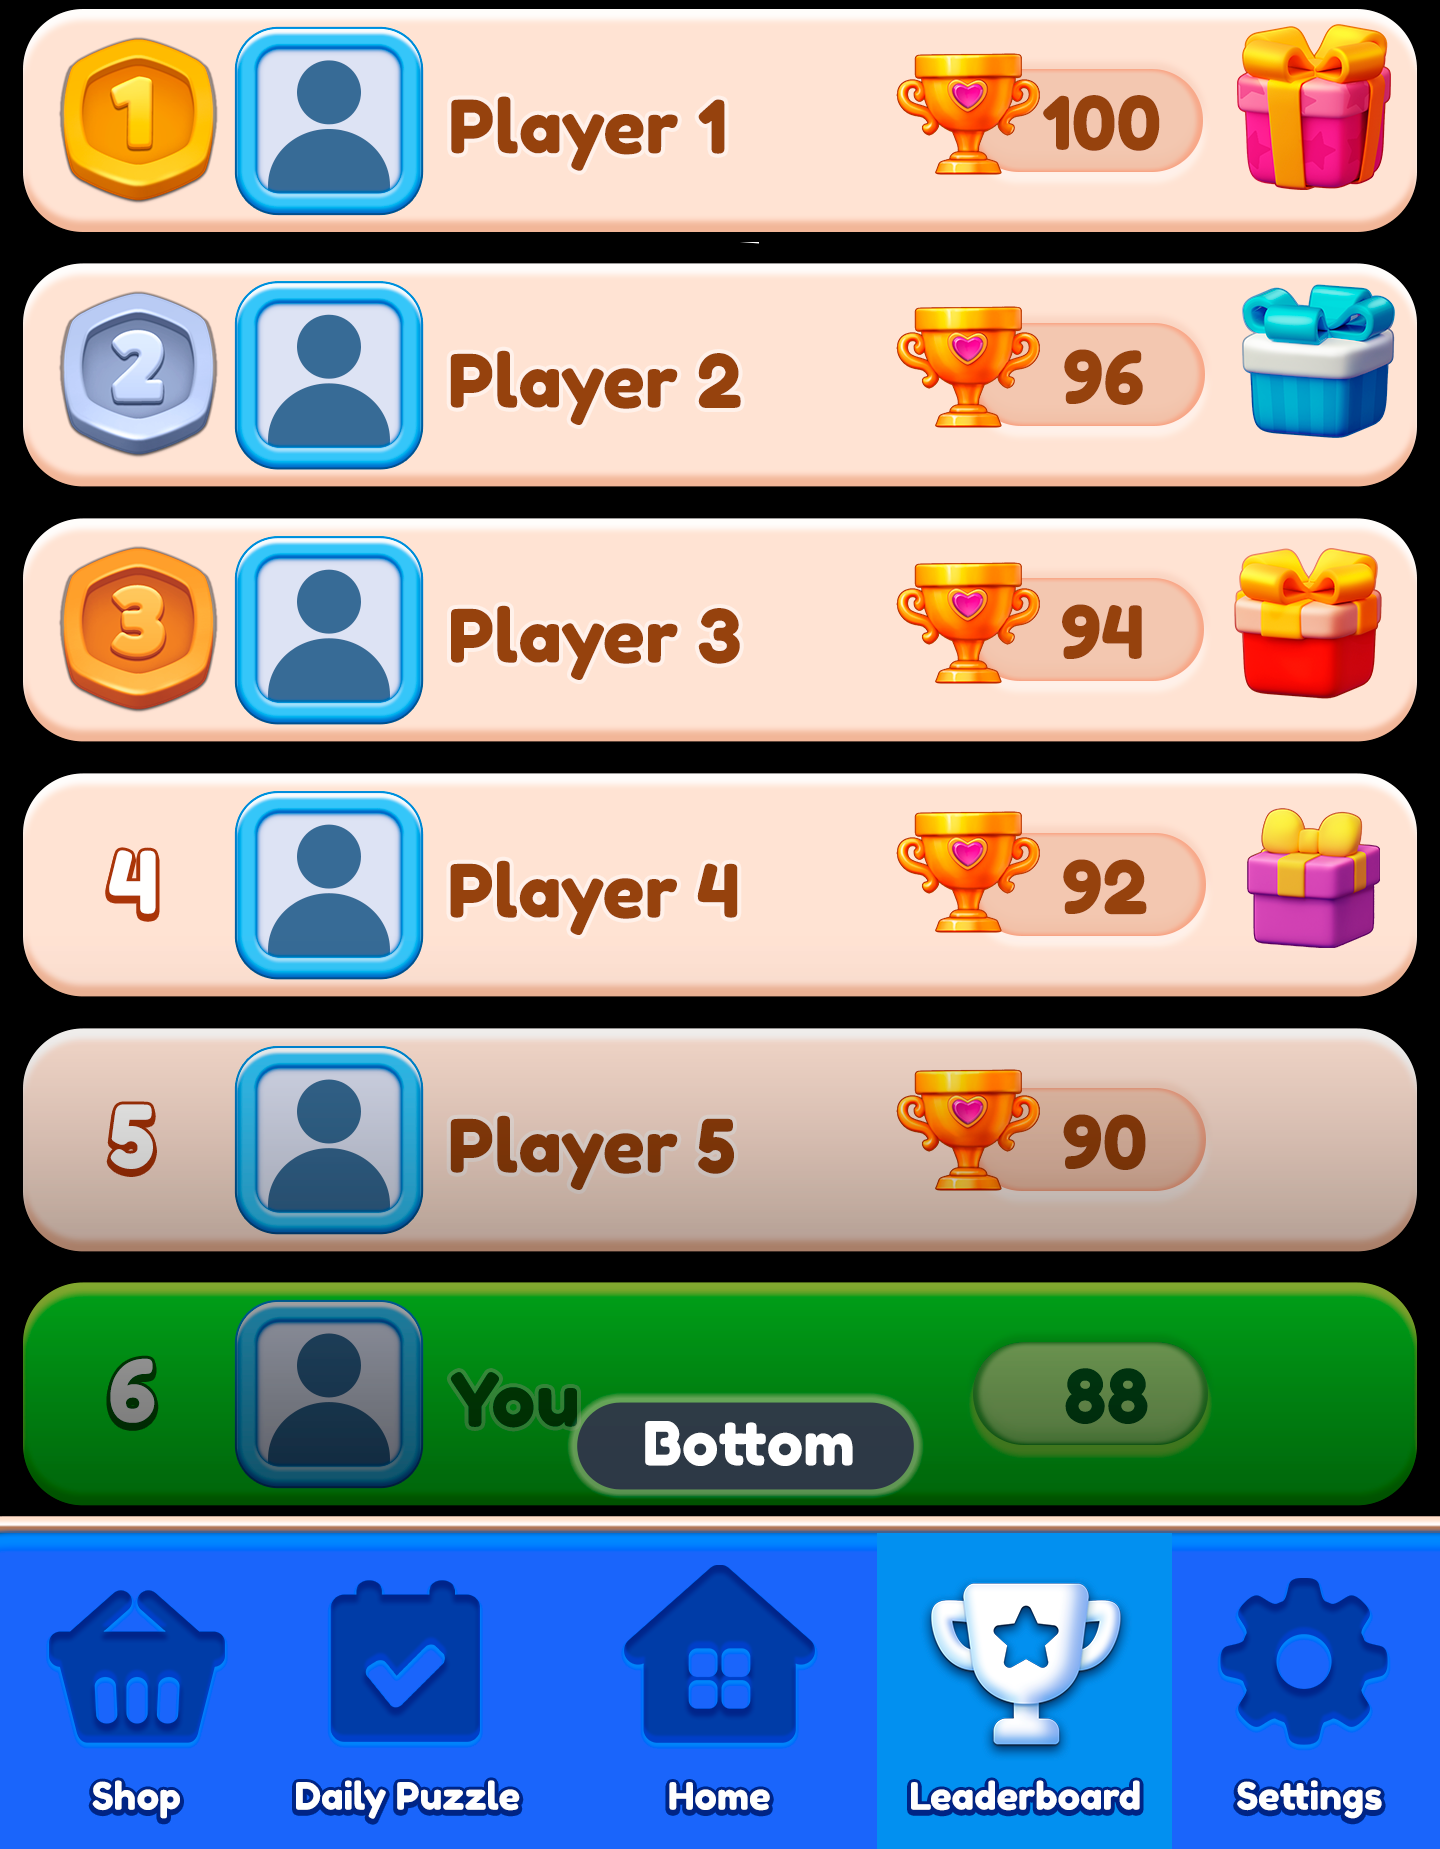 1 Player 1 100
2 Player 2 96
3 Player 3 94
4 Player 4 92
5 Player 5 90
6 You 88
Bottom
Shop Daily Puzzle Home Leaderboard Settings